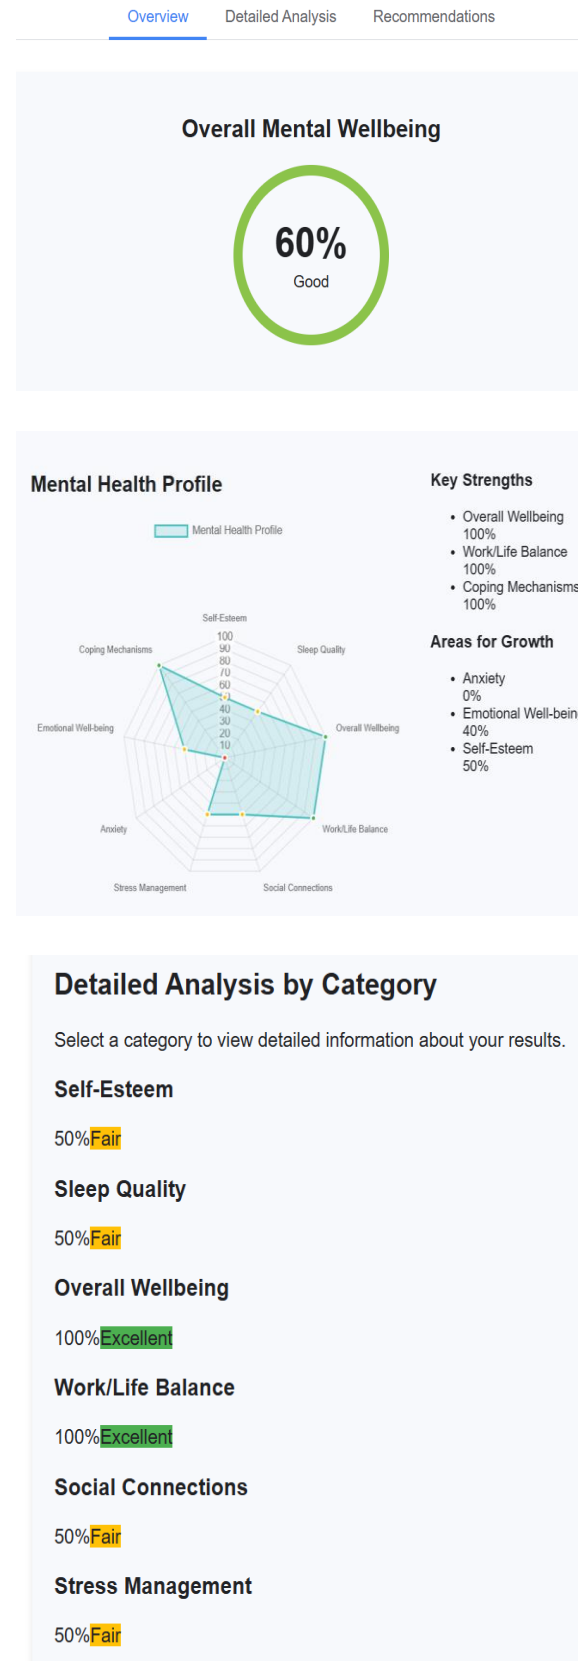 Overview Detailed Analysis Recommendations
Overall Mental Wellbeing
60%
Good
Mental Health Profile
Mental Health Profile
Self-Esteem
Sleep Quality
Overall Wellbeing
Work/Life Balance
Social Connections
Stress Management
Anxiety
Emotional Well-being
Coping Mechanisms
100
90
80
70
60
40
30
20
10
Key Strengths
• Overall Wellbeing
100%
• Work/Life Balance
100%
• Coping Mechanisms
100%
Areas for Growth
• Anxiety
0%
• Emotional Well-bein
40%
• Self-Esteem
50%
Detailed Analysis by Category
Select a category to view detailed information about your results.
Self-Esteem
50%Fair
Sleep Quality
50%Fair
Overall Wellbeing
100%Excellent
Work/Life Balance
100%Excellent
Social Connections
50%Fair
Stress Management
50%Fair